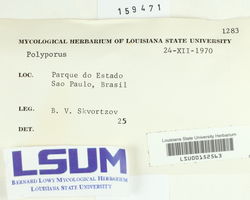 159471
1283
MYCOLOGICAL HERBARIUM OF LOUISIANA STATE UNIVERSITY
Polyporus 24-XII-1970
LOC. Parque do Estado
Sao Paulo, Brasil
LEG. B. V. Skvortzov
25
DET.
Louisiana State University Herbarium
LSU00152543
LSUM
BERNARD LOWY MYCOLOGICAL HERBARIUM
LOUISIANA STATE UNIVERSITY